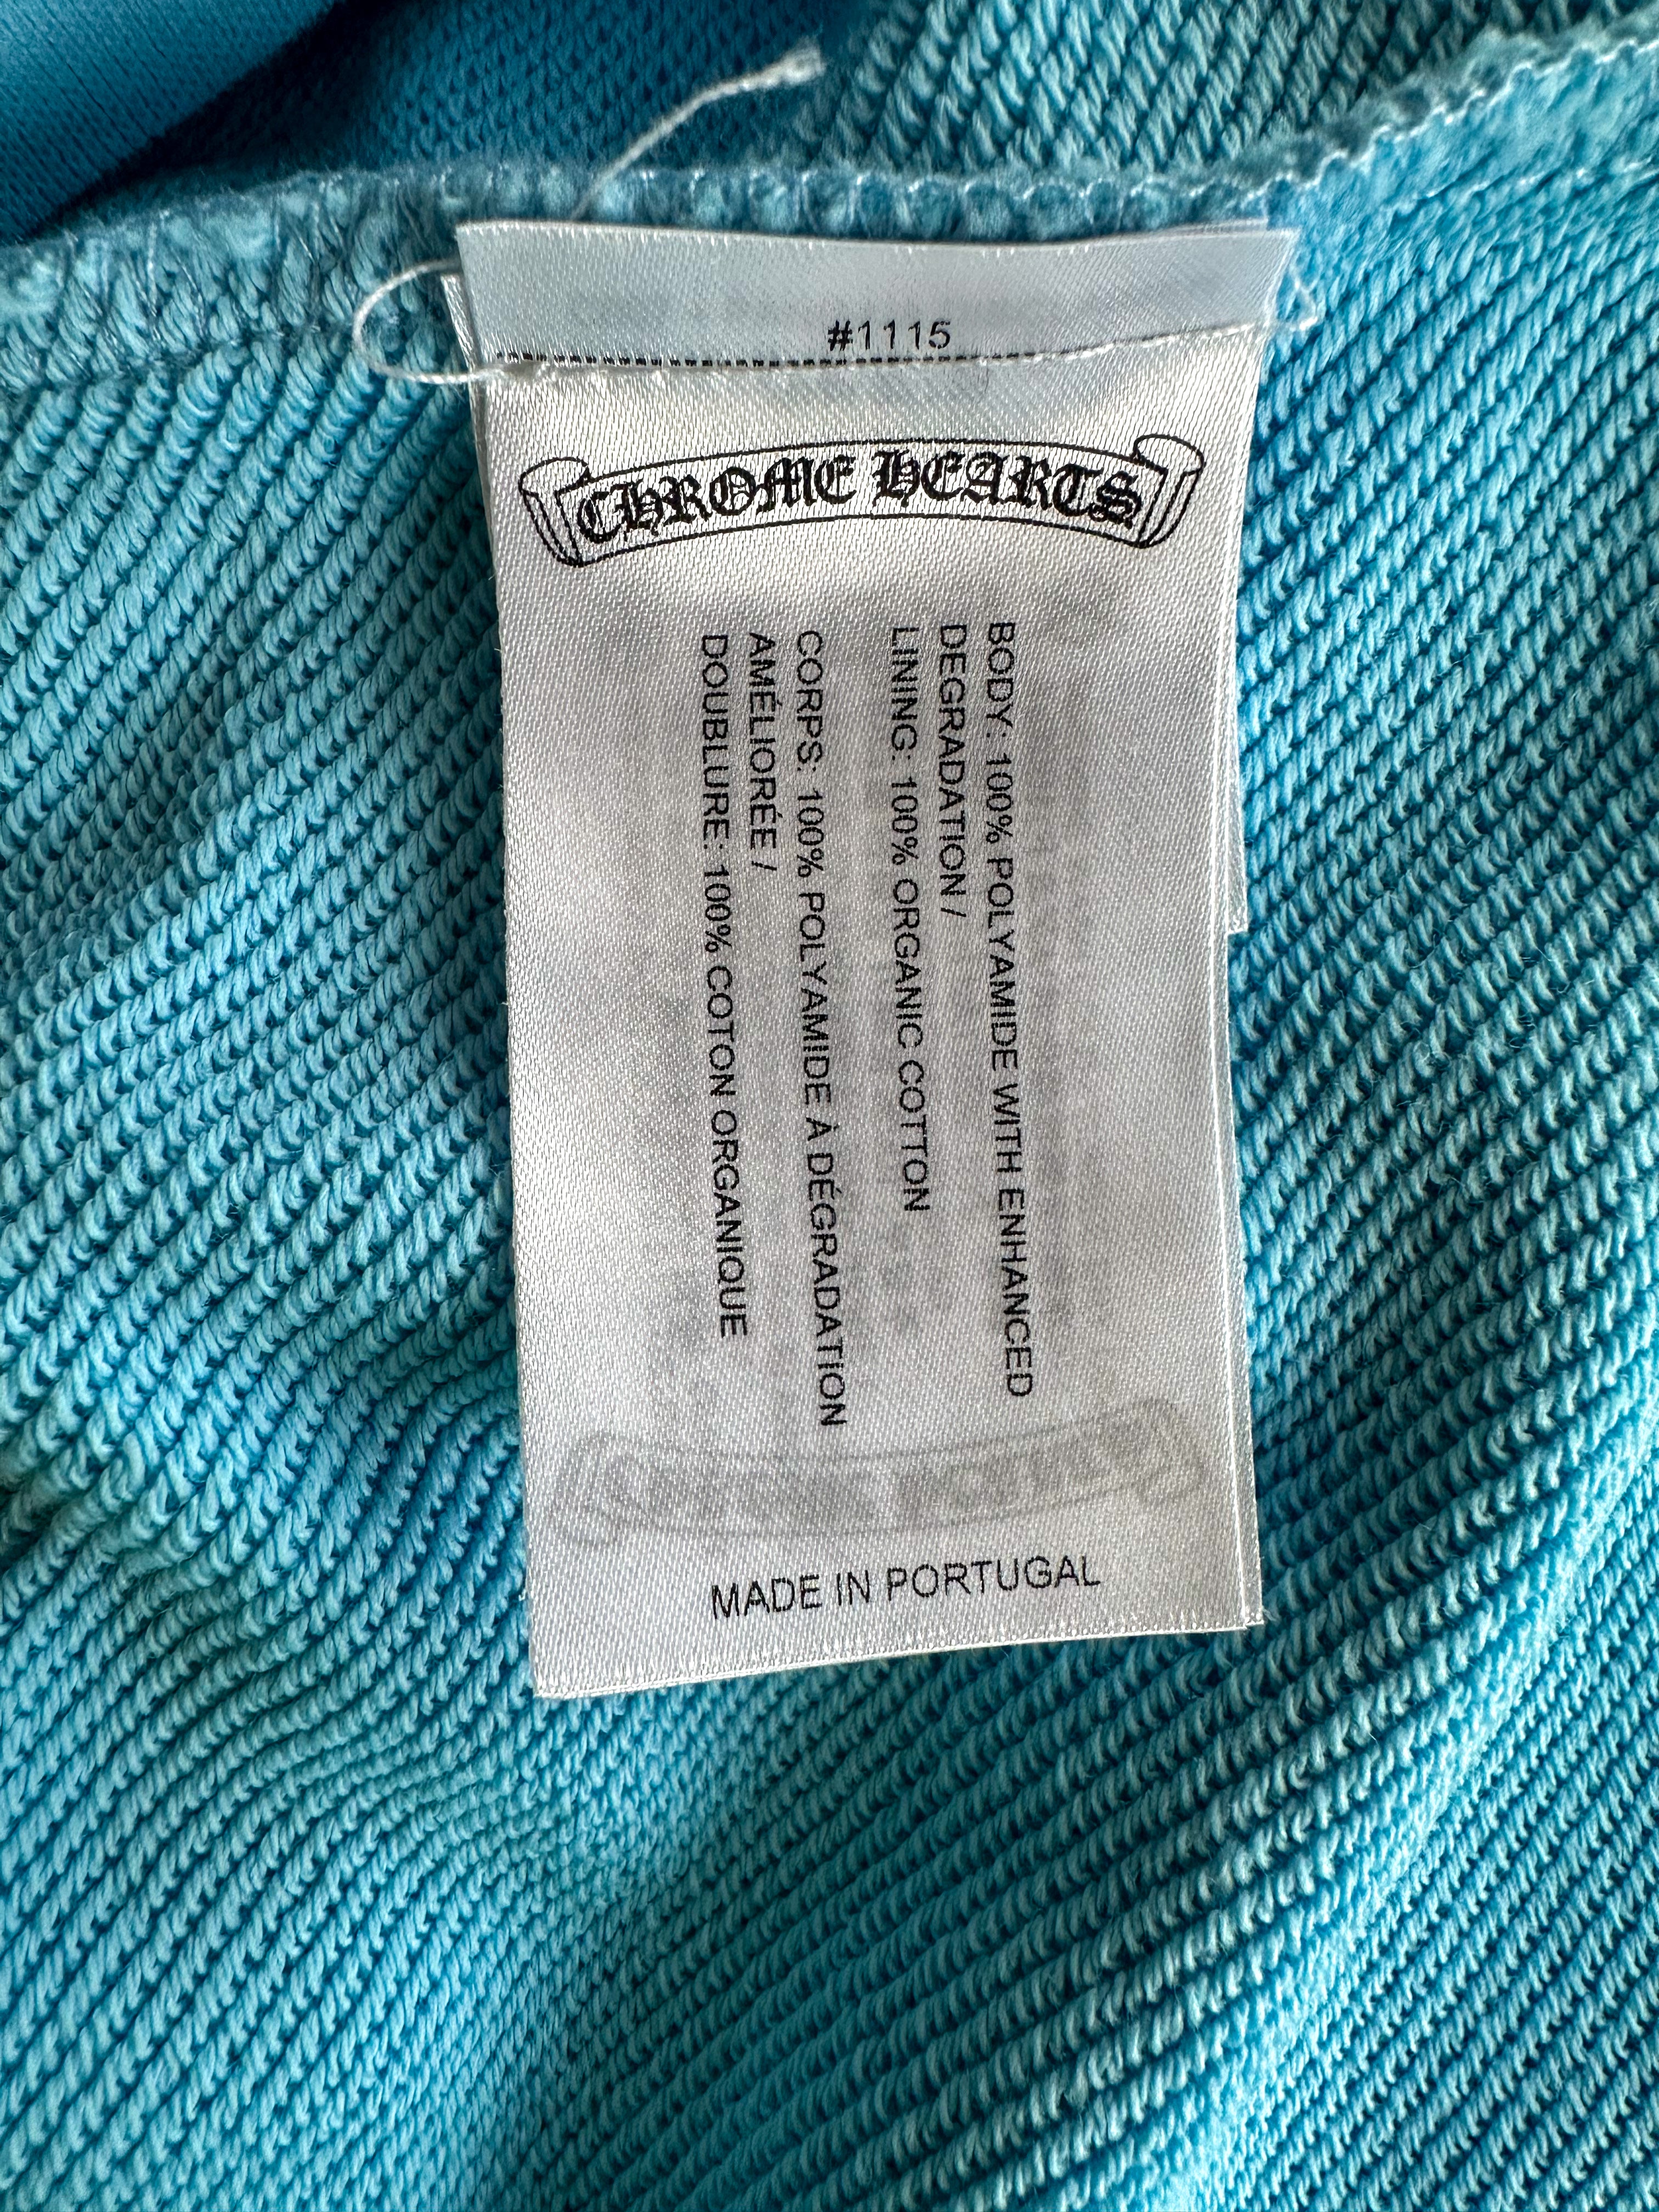 #1115
CHROME HEARTS
BODY: 100% POLYAMIDE WITH ENHANCED
DEGRADATION /
LINING: 100% ORGANIC COTTON
CORPS: 100% POLYAMIDE À DÉGRADATION
AMÉLIORÉE /
DOUBLURE: 100% COTON ORGANIQUE
MADE IN PORTUGAL